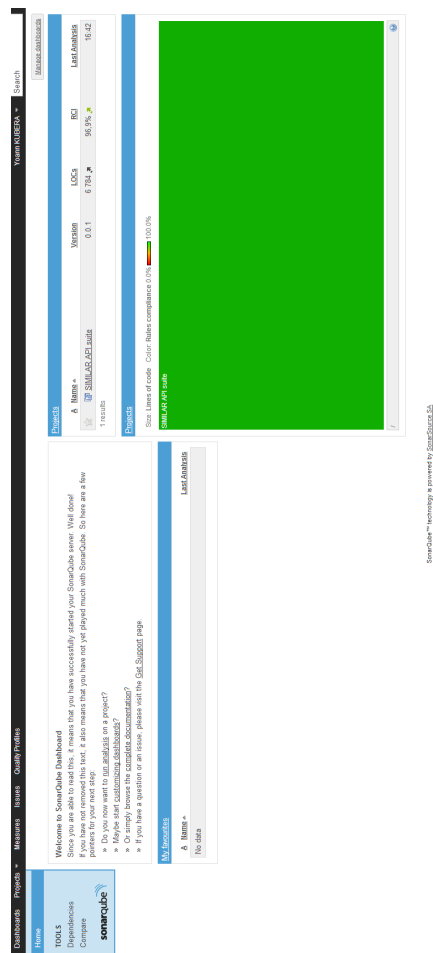 Dashboards Projects Measures Issues Quality Profiles Yoann KUBERA Search
Home
TOOLS
Dependencies
Compare
sonarqube
Manage dashboards
Welcome to SonarQube Dashboard
Since you are able to read this, it means that you have successfully started your SonarQube server. Well done!
If you have not removed this text, it also means that you have not yet played much with SonarQube. So here are a few
pointers for your next step:
» Do you now want to run analysis on a project?
» Maybe start customizing dashboards?
» Or simply browse the complete documentation?
» If you have a question or an issue, please visit the Get Support page.
My favourites
A Name Last Analysis
No data
Projects
A Name Version LOCs RCI Last Analysis
SIMILAR API suite 0.0.1 6 784 96.9% 16:42
1 results
Projects
Size: Lines of code Color: Rules compliance 0.0% 100.0%
SIMILAR API suite
/
SonarQube™ technology is powered by SonarSource SA